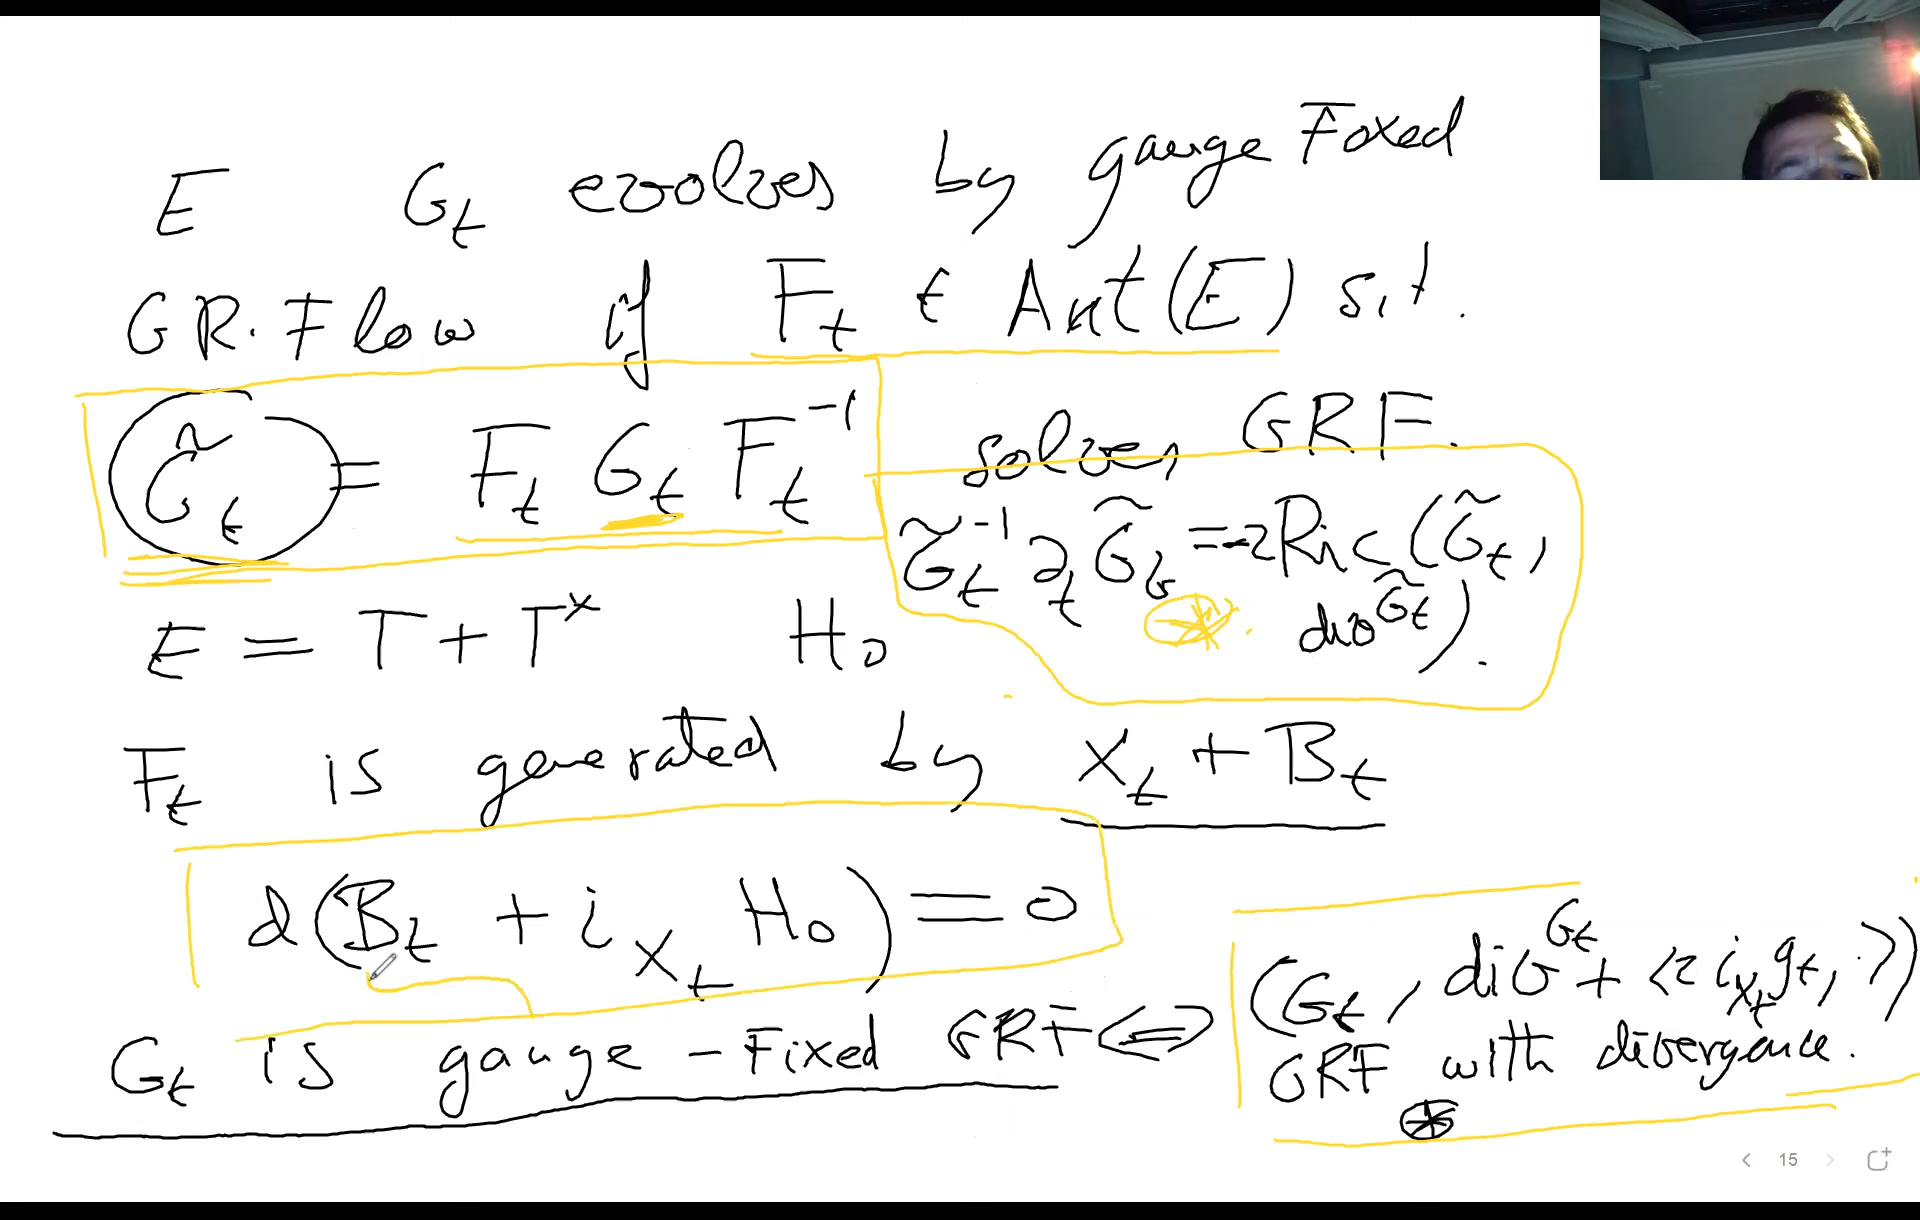 E G_t evolves by gauge Foxed
GR. Flow if F_t ∈ Aut(E) s.t.
G̃_t = F_t G_t F_t^{-1} solves GRF.
G̃_t^{-1} ∂_t G̃_t = -2Ric(G̃_t,
div^{G̃_t}).
E = T + T^* H_0
F_t is generated by X_t + B_t
d(B_t + i_{X_t} H_0) = 0
G_t is gauge-Fixed GRF ⇔ (G_t, div^{G_t} + <2 i_{X_t} g_t, ·>)
GRF with divergence.
15